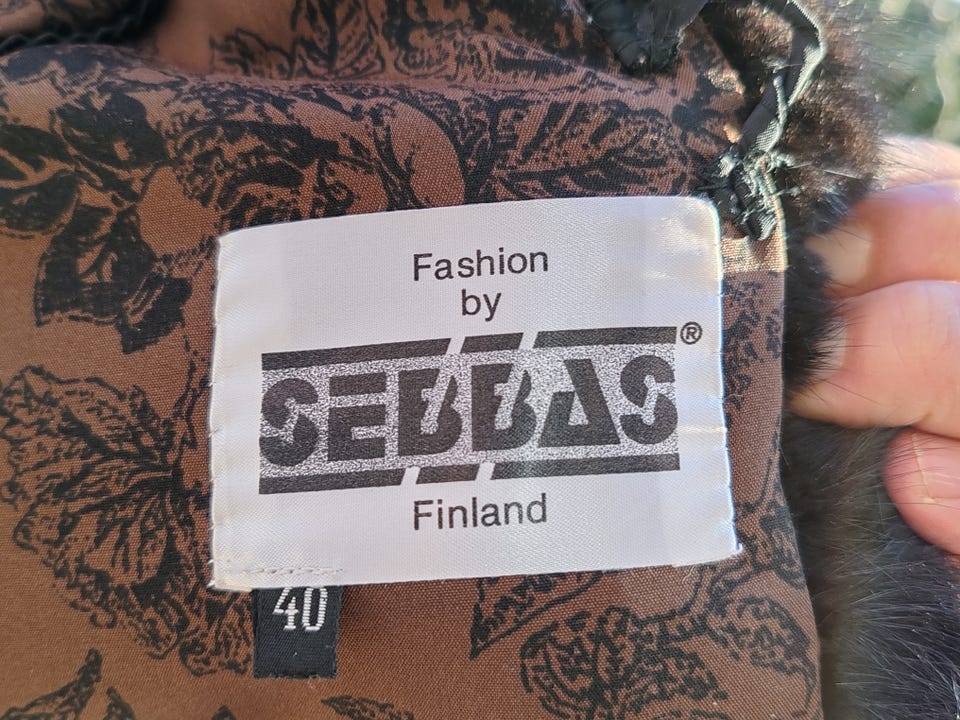 Fashion
by
SEBBAS®
Finland
40